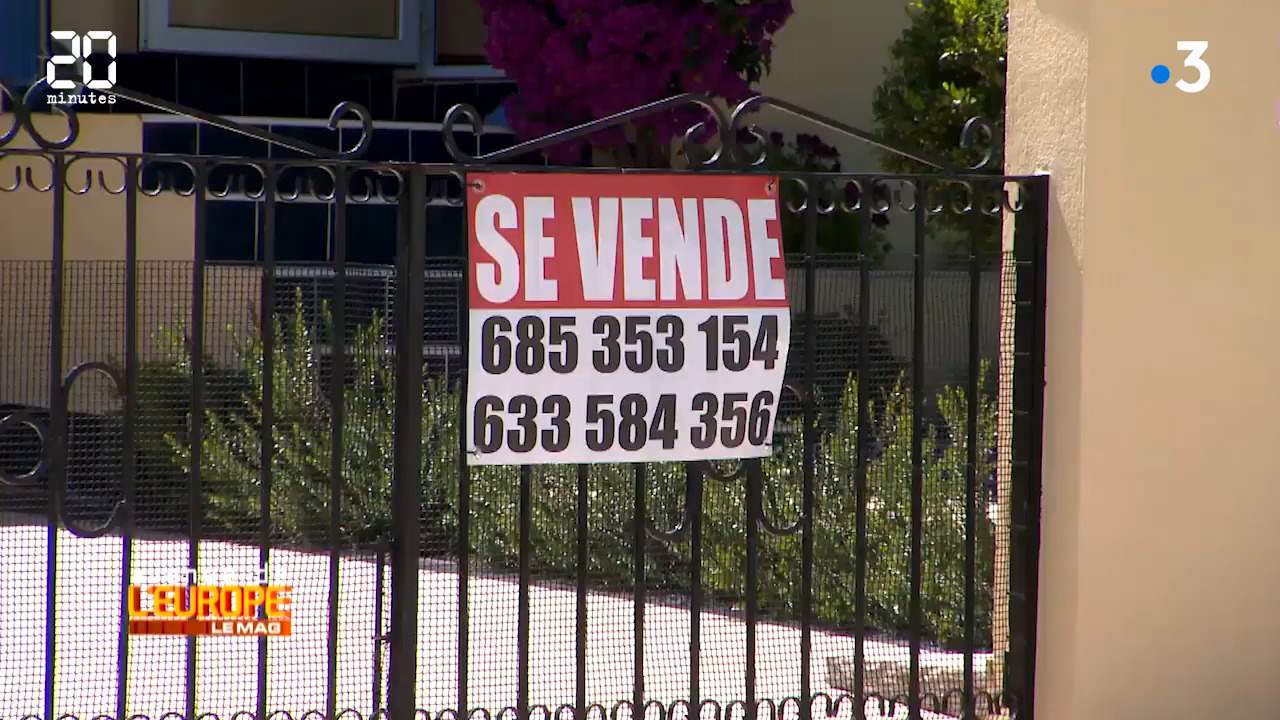 20
minutes
3
SE VENDE
685 353 154
633 584 356
L'EUROPE
LE MAG